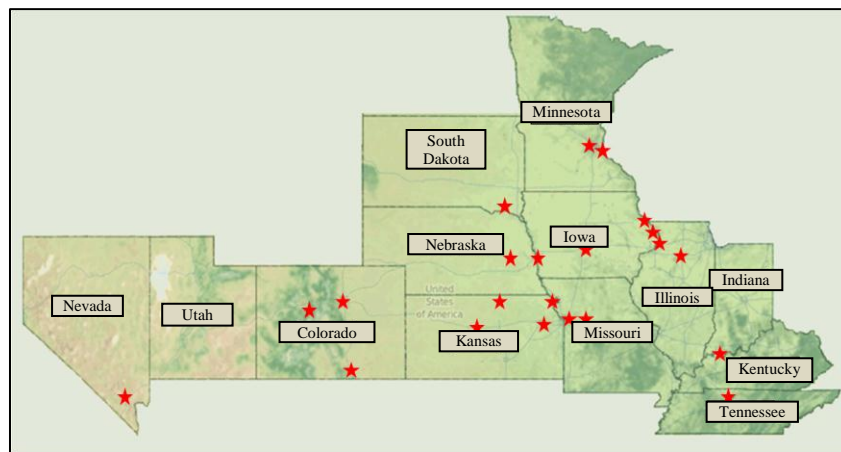 Minnesota
South
Dakota
Nebraska
Iowa
Indiana
Nevada
United
States
of America
Illinois
Utah
Colorado
Kansas
Missouri
Kentucky
Tennessee